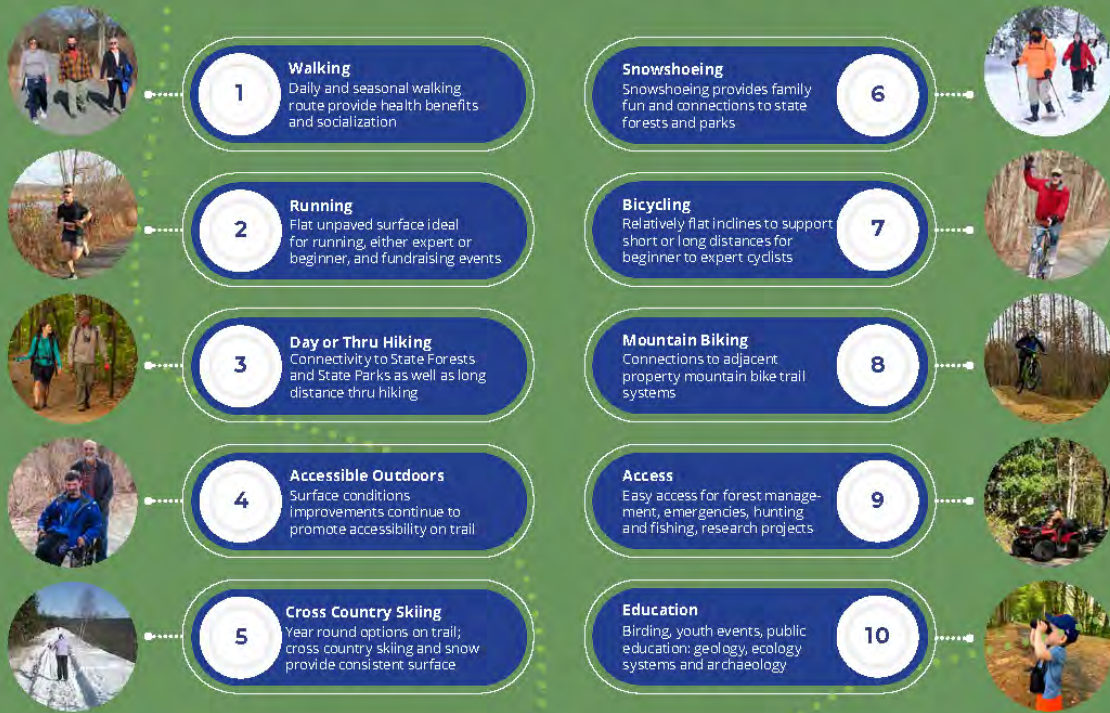 1
Walking
Daily and seasonal walking
route provide health benefits
and socialization
2
Running
Flat unpaved surface ideal
for running, either expert or
beginner, and fundraising events
3
Day or Thru Hiking
Connectivity to State Forests
and State Parks as well as long
distance thru hiking
4
Accessible Outdoors
Surface conditions
improvements continue to
promote accessibility on trail
5
Cross Country Skiing
Year round options on trail;
cross country skiing and snow
provide consistent surface
6
Snowshoeing
Snowshoeing provides family
fun and connections to state
forests and parks
7
Bicycling
Relatively flat inclines to support
short or long distances for
beginner to expert cyclists
8
Mountain Biking
Connections to adjacent
property mountain bike trail
systems
9
Access
Easy access for forest manage-
ment, emergencies, hunting
and fishing, research projects
10
Education
Birding, youth events, public
education: geology, ecology
systems and archaeology